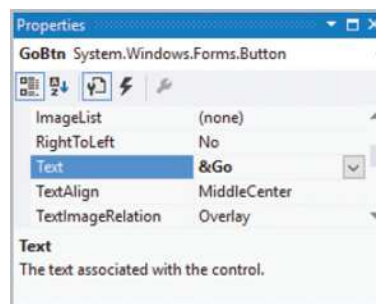 Properties
GoBtn System.Windows.Forms.Button
ImageList (none)
RightToLeft No
Text &Go
TextAlign MiddleCenter
TextImageRelation Overlay
Text
The text associated with the control.